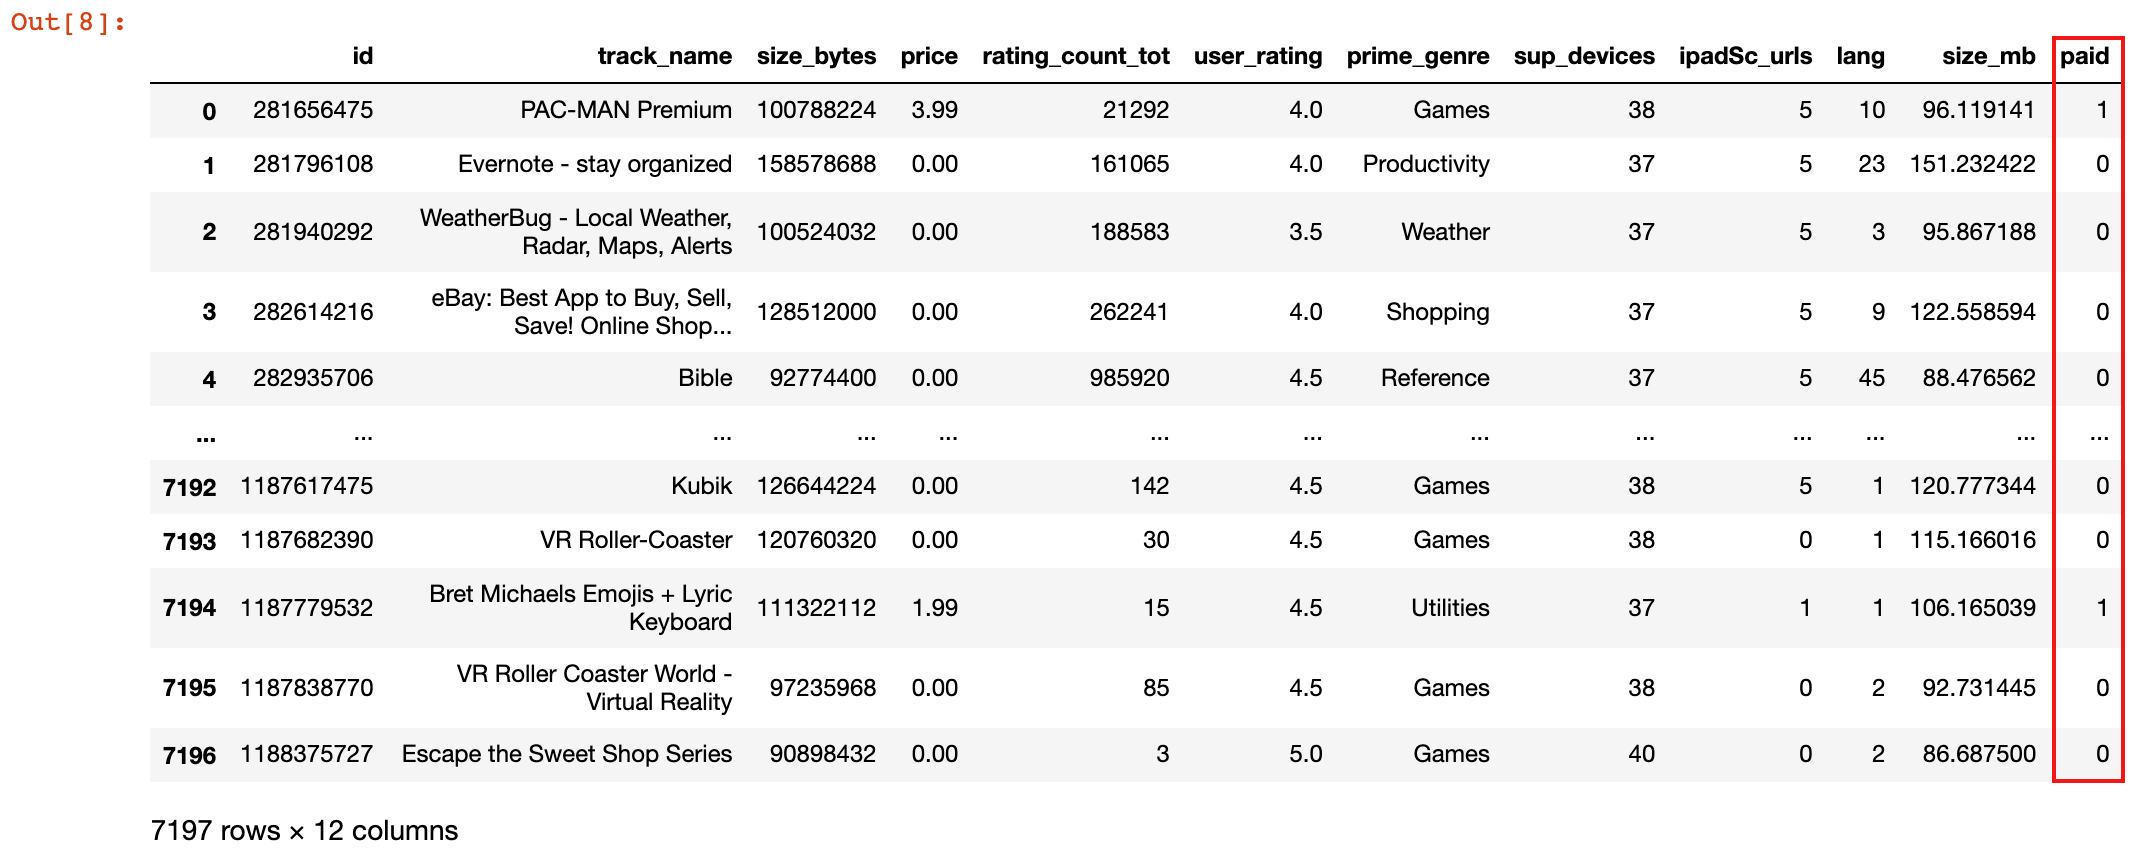 Out[8]:
id track_name size_bytes price rating_count_tot user_rating prime_genre sup_devices ipadSc_urls lang size_mb paid
0 281656475 PAC-MAN Premium 100788224 3.99 21292 4.0 Games 38 5 10 96.119141 1
1 281796108 Evernote - stay organized 158578688 0.00 161065 4.0 Productivity 37 5 23 151.232422 0
2 281940292 WeatherBug - Local Weather, Radar, Maps, Alerts 100524032 0.00 188583 3.5 Weather 37 5 3 95.867188 0
3 282614216 eBay: Best App to Buy, Sell, Save! Online Shop... 128512000 0.00 262241 4.0 Shopping 37 5 9 122.558594 0
4 282935706 Bible 92774400 0.00 985920 4.5 Reference 37 5 45 88.476562 0
... ... ... ... ... ... ... ... ... ... ... ... ...
7192 1187617475 Kubik 126644224 0.00 142 4.5 Games 38 5 1 120.777344 0
7193 1187682390 VR Roller-Coaster 120760320 0.00 30 4.5 Games 38 0 1 115.166016 0
7194 1187779532 Bret Michaels Emojis + Lyric Keyboard 111322112 1.99 15 4.5 Utilities 37 1 1 106.165039 1
7195 1187838770 VR Roller Coaster World - Virtual Reality 97235968 0.00 85 4.5 Games 38 0 2 92.731445 0
7196 1188375727 Escape the Sweet Shop Series 90898432 0.00 3 5.0 Games 40 0 2 86.687500 0
7197 rows × 12 columns